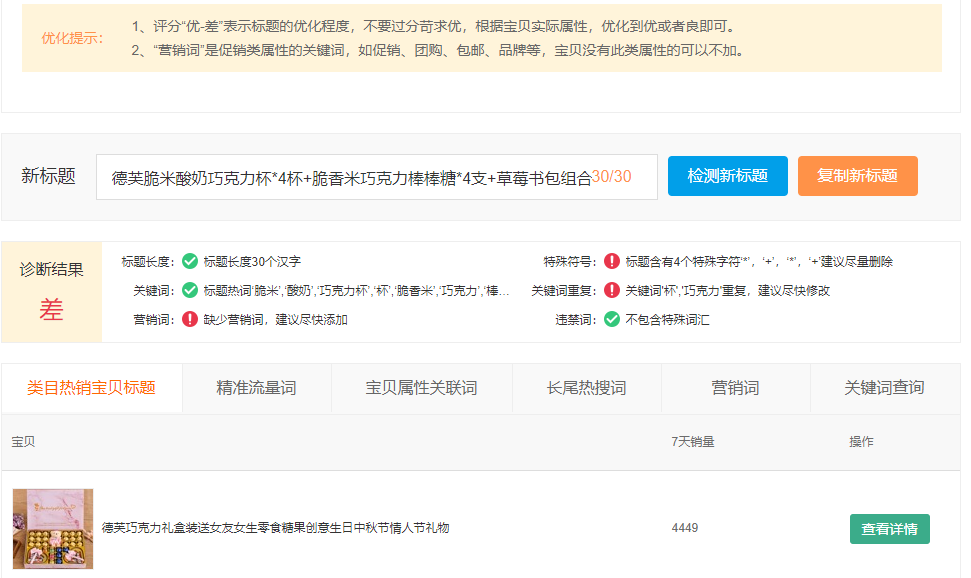 优化提示：
1、评分“优-差”表示标题的优化程度，不要过分苛求优，根据宝贝实际属性，优化到优或者良即可。
2、“营销词”是促销类属性的关键词，如促销、团购、包邮、品牌等，宝贝没有此类属性的可以不加。
新标题
德芙脆米酸奶巧克力杯*4杯+脆香米巧克力棒棒糖*4支+草莓书包组合30/30
检测新标题
复制新标题
诊断结果
差
标题长度： 标题长度30个汉字
特殊符号： 标题含有4个特殊字符‘*’，‘+’，‘*’，‘+’建议尽量删除
关键词： 标题热词‘脆米’,‘酸奶’,‘巧克力杯’,‘杯’,‘脆香米’,‘巧克力’,‘棒...
关键词重复： 关键词‘杯’,‘巧克力’重复，建议尽快修改
营销词： 缺少营销词，建议尽快添加
违禁词： 不包含特殊词汇
类目热销宝贝标题
精准流量词
宝贝属性关联词
长尾热搜词
营销词
关键词查询
宝贝
7天销量
操作
德芙巧克力礼盒装送女友女生零食糖果创意生日中秋节情人节礼物
4449
查看详情